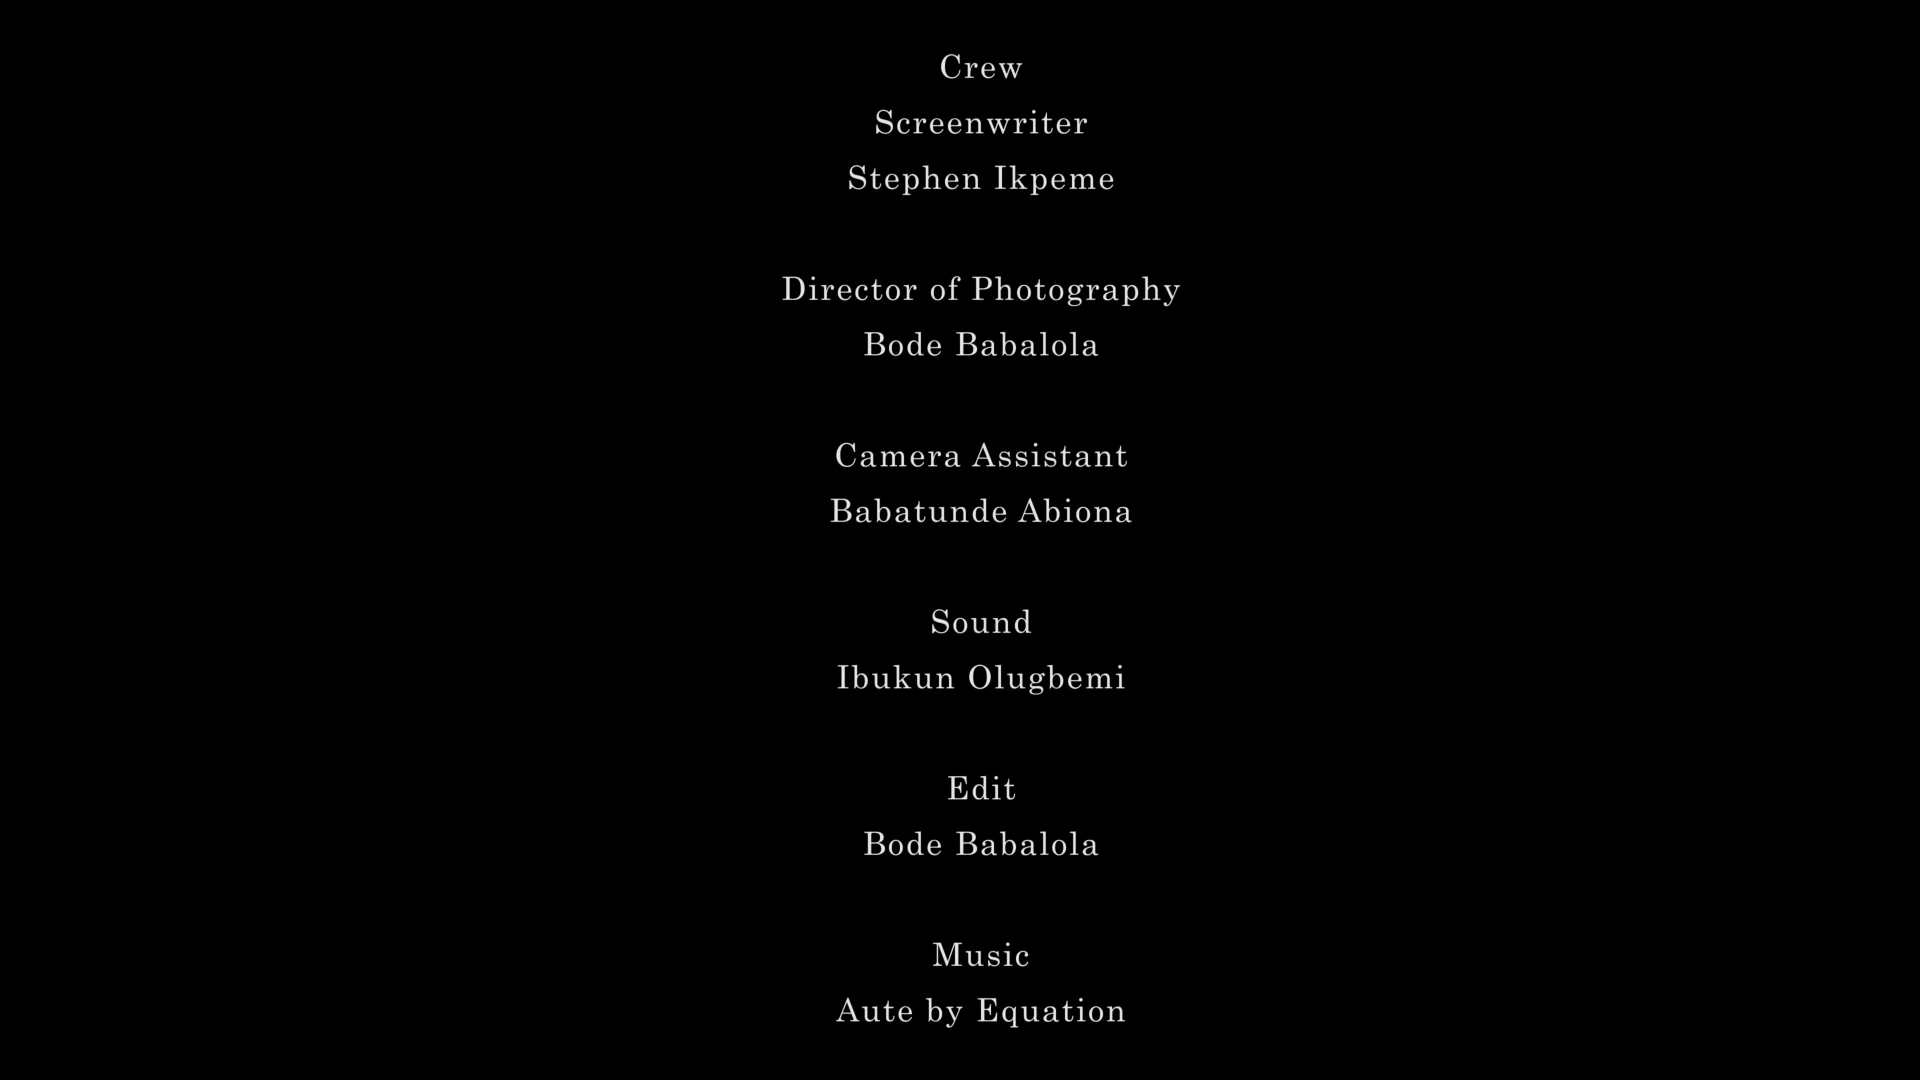 Crew
Screenwriter
Stephen Ikpeme
Director of Photography
Bode Babalola
Camera Assistant
Babatunde Abiona
Sound
Ibukun Olugbemi
Edit
Bode Babalola
Music
Aute by Equation